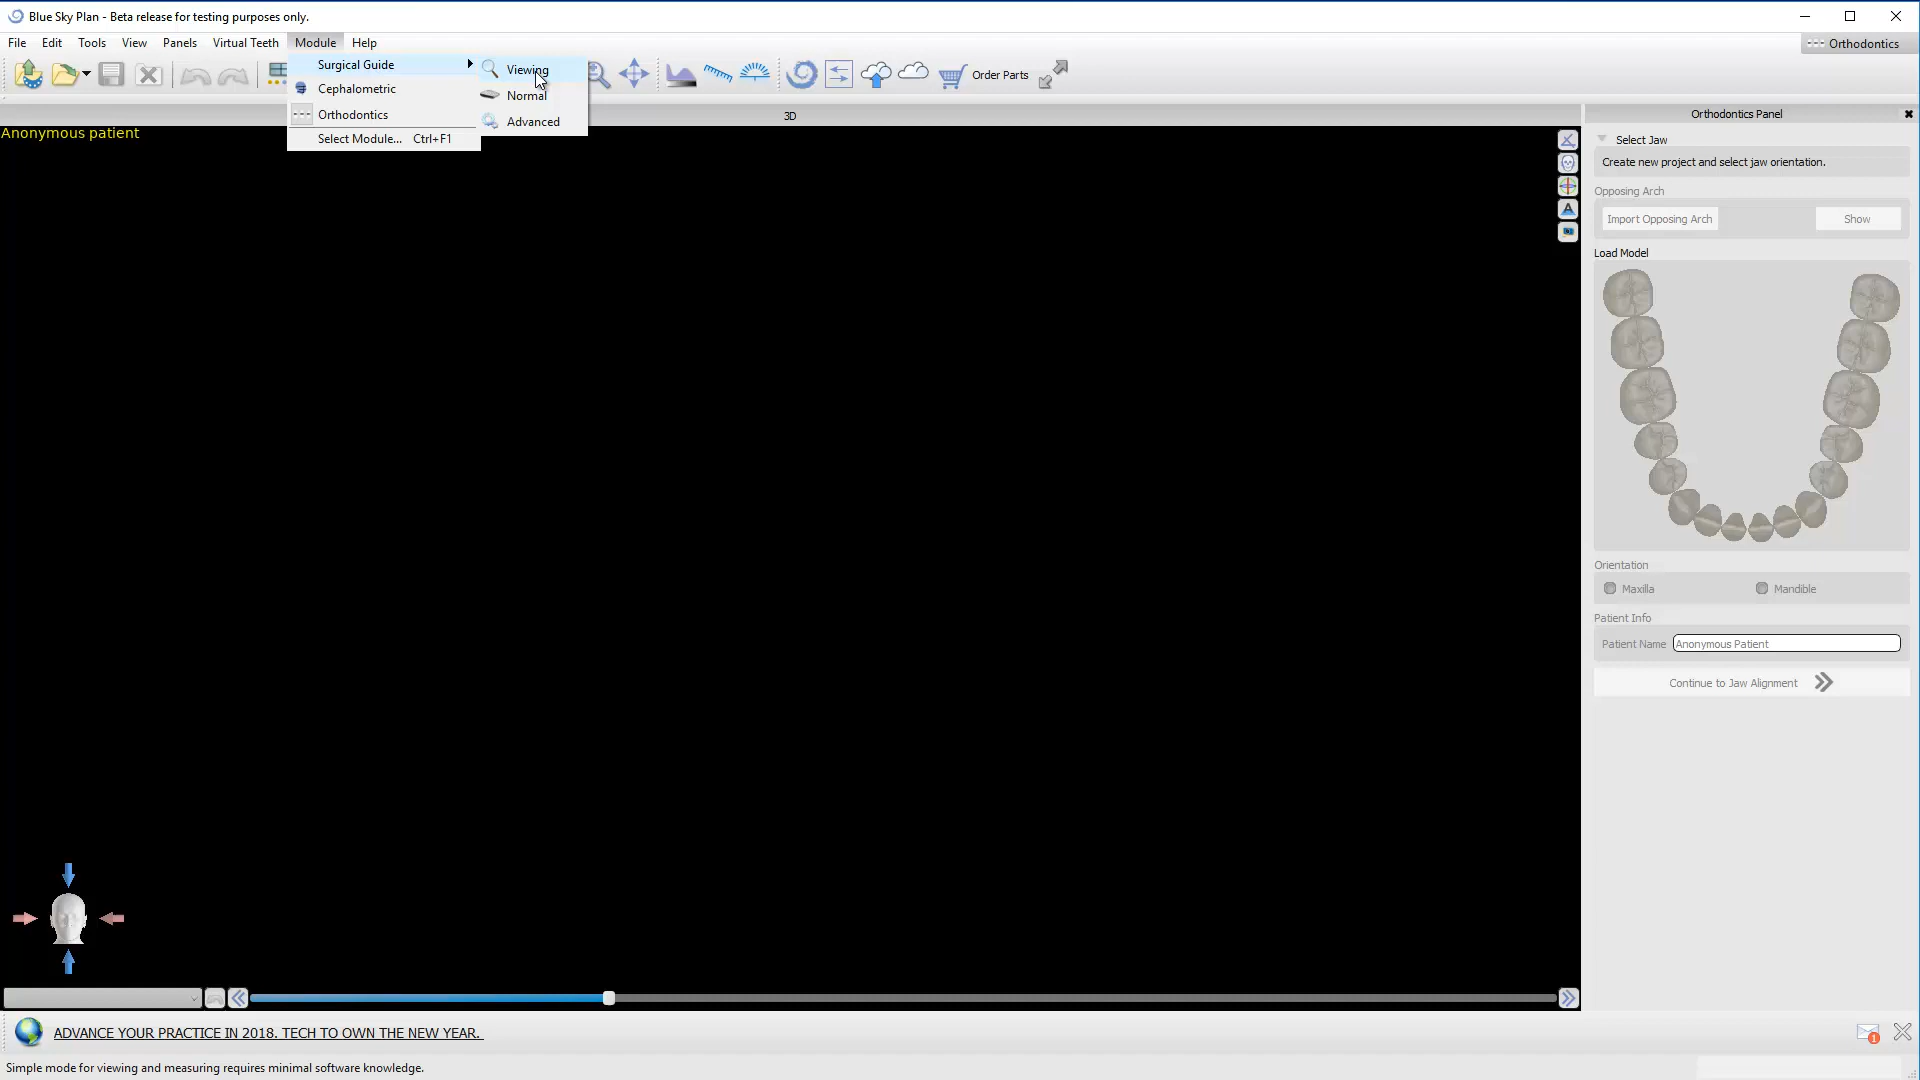 Blue Sky Plan - Beta release for testing purposes only.
File Edit Tools View Panels Virtual Teeth Module Help
Orthodontics
Surgical Guide
Cephalometric
Orthodontics
Select Module... Ctrl+F1
Viewing
Normal
Advanced
Order Parts
3D
Anonymous patient
Orthodontics Panel
Select Jaw
Create new project and select jaw orientation.
Opposing Arch
Import Opposing Arch Show
Load Model
Orientation
Maxilla Mandible
Patient Info
Patient Name Anonymous Patient
Continue to Jaw Alignment
ADVANCE YOUR PRACTICE IN 2018. TECH TO OWN THE NEW YEAR.
1
Simple mode for viewing and measuring requires minimal software knowledge.